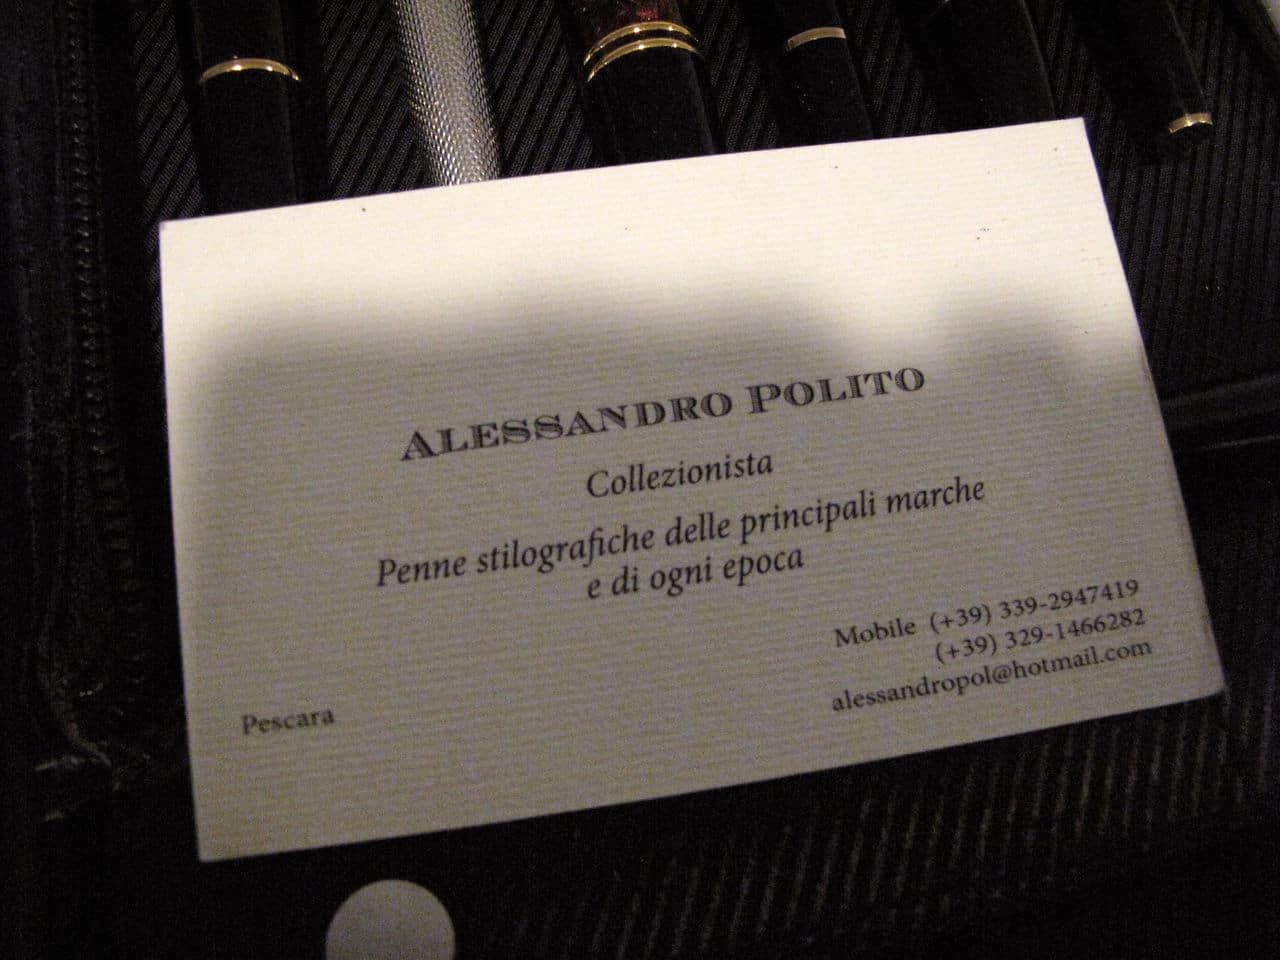 ALESSANDRO POLITO
Collezionista
Penne stilografiche delle principali marche
e di ogni epoca
Mobile (+39) 339-2947419
(+39) 329-1466282
alessandropol@hotmail.com
Pescara